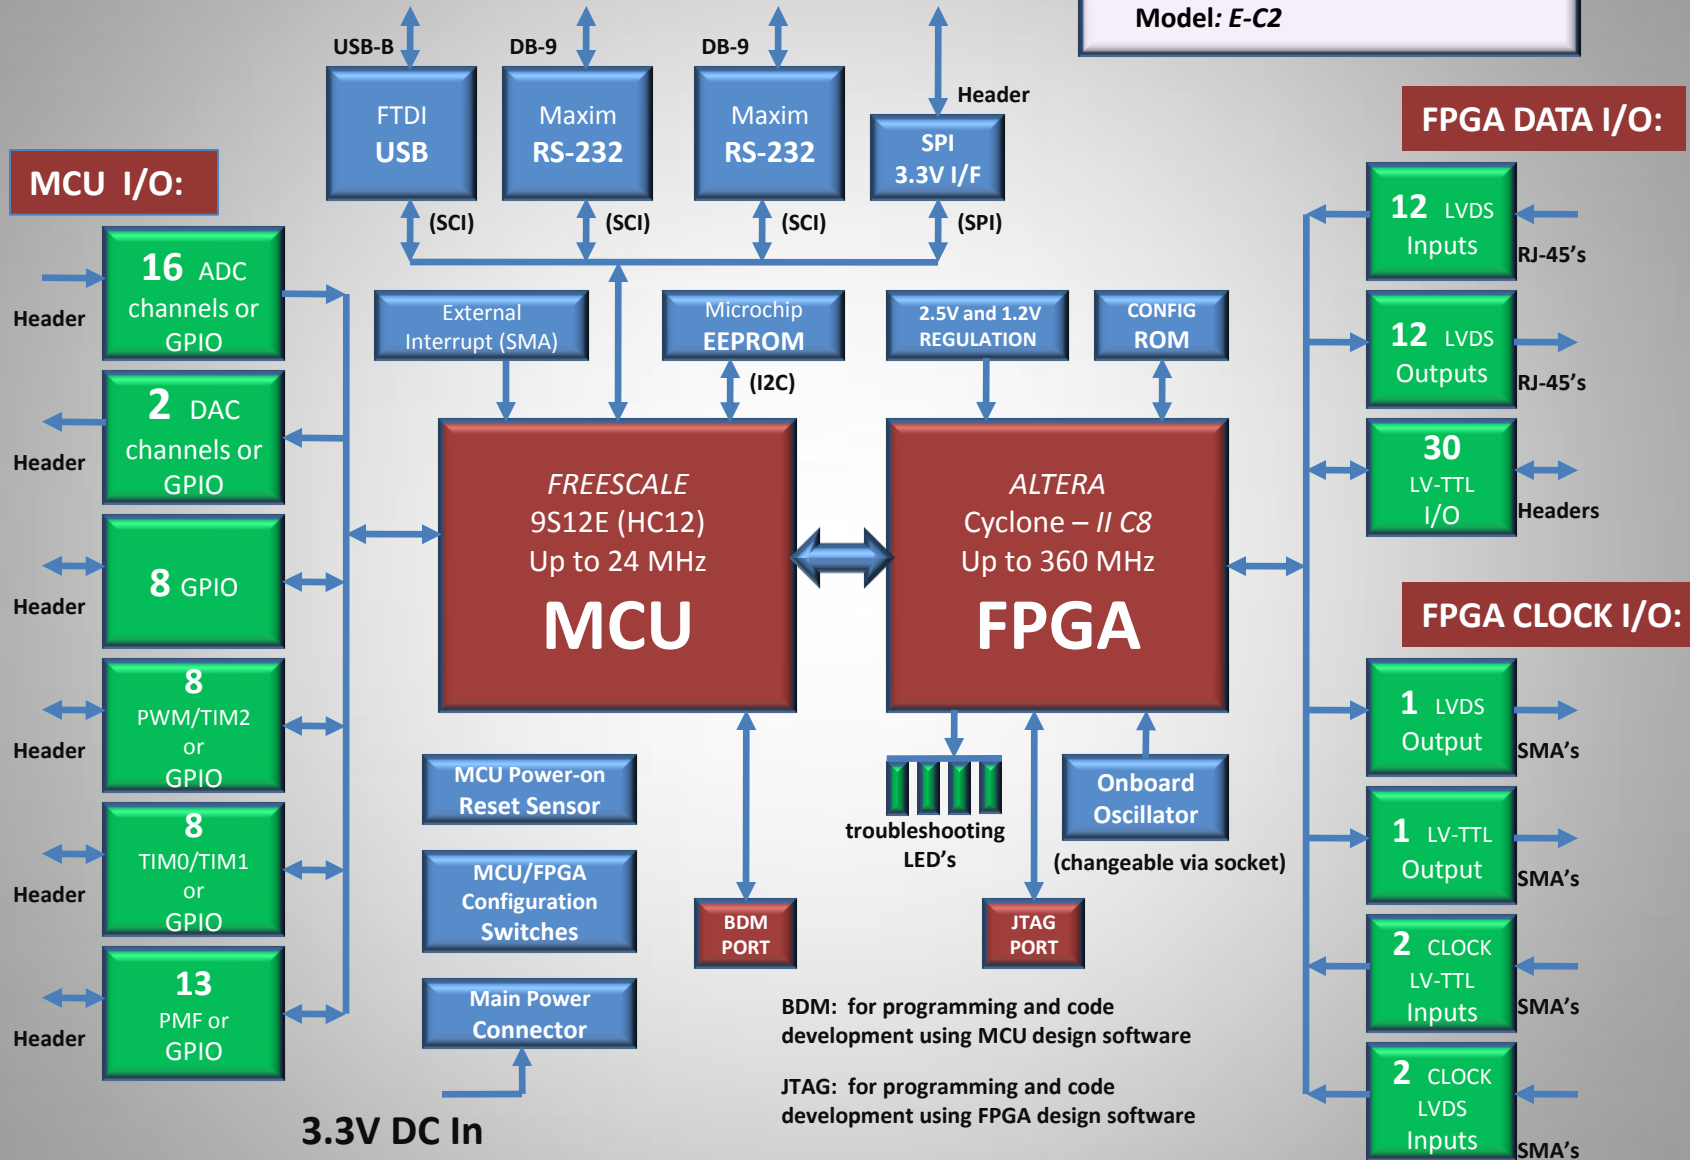 Model: E-C2
USB-B
DB-9
DB-9
Header
FTDI
USB
Maxim
RS-232
Maxim
RS-232
SPI
3.3V I/F
(SCI)
(SCI)
(SCI)
(SPI)
MCU I/O:
16 ADC
channels or
GPIO
Header
2 DAC
channels or
GPIO
Header
8 GPIO
Header
8
PWM/TIM2
or
GPIO
Header
8
TIM0/TIM1
or
GPIO
Header
13
PMF or
GPIO
Header
External
Interrupt (SMA)
Microchip
EEPROM
(I2C)
2.5V and 1.2V
REGULATION
CONFIG
ROM
FREESCALE
9S12E (HC12)
Up to 24 MHz
MCU
ALTERA
Cyclone – II C8
Up to 360 MHz
FPGA
MCU Power-on
Reset Sensor
MCU/FPGA
Configuration
Switches
Main Power
Connector
3.3V DC In
BDM
PORT
troubleshooting
LED's
JTAG
PORT
Onboard
Oscillator
(changeable via socket)
BDM: for programming and code
development using MCU design software
JTAG: for programming and code
development using FPGA design software
FPGA DATA I/O:
12 LVDS
Inputs
RJ-45's
12 LVDS
Outputs
RJ-45's
30
LV-TTL
I/O
Headers
FPGA CLOCK I/O:
1 LVDS
Output
SMA's
1 LV-TTL
Output
SMA's
2 CLOCK
LV-TTL
Inputs
SMA's
2 CLOCK
LVDS
Inputs
SMA's